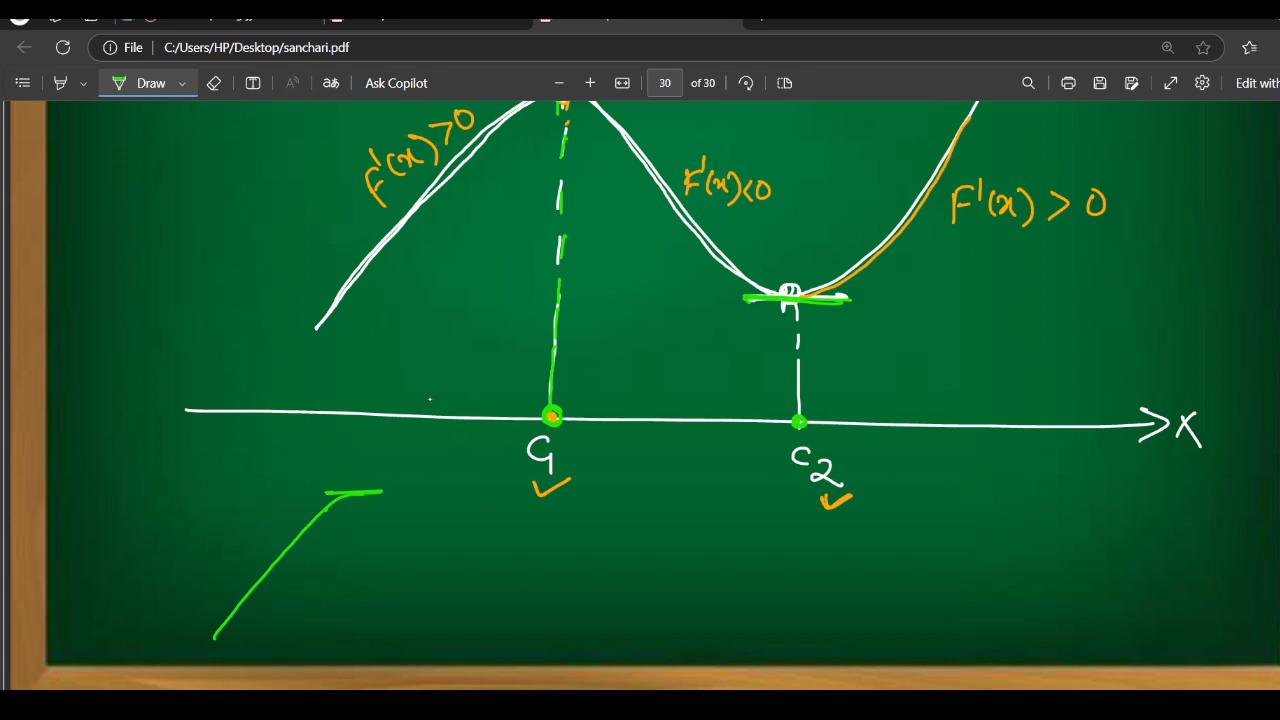 File | C:/Users/HP/Desktop/sanchari.pdf
Draw Ask Copilot 30 of 30 Edit with
F'(x) > 0
F'(x) < 0
F'(x) > 0
C1
C2
X